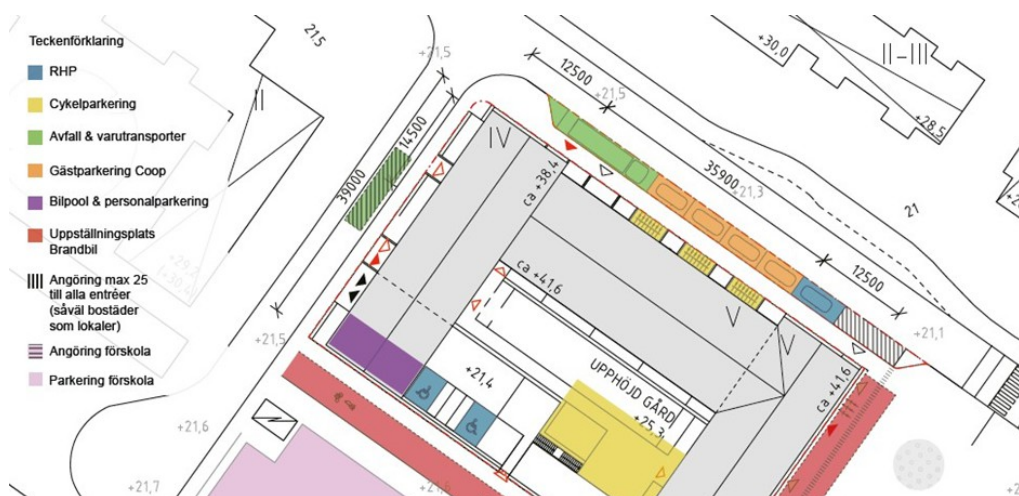 Teckenförklaring
RHP
Cykelparkering
Avfall & varutransporter
Gästparkering Coop
Bilpool & personalparkering
Uppställningsplats
Brandbil
Angöring max 25
till alla entréer
(såväl bostäder
som lokaler)
Angöring förskola
Parkering förskola
21.5
+21,5
12500
+21,5
+30,0
II-III
+28.5
II
14500
39000
IV
ca +38,4
35900
+21,3
21
12500
+21,1
ca +41,6
V
V
+21,5
+21,4
UPPHÖJD GÅRD
+25,3
ca +41,6
III
+21,6
+21,7